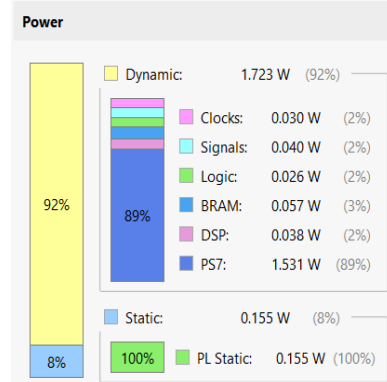 Power
Dynamic: 1.723 W (92%)
Clocks: 0.030 W (2%)
Signals: 0.040 W (2%)
Logic: 0.026 W (2%)
92%
89%
BRAM: 0.057 W (3%)
DSP: 0.038 W (2%)
PS7: 1.531 W (89%)
Static: 0.155 W (8%)
8%
100%
PL Static: 0.155 W (100%)